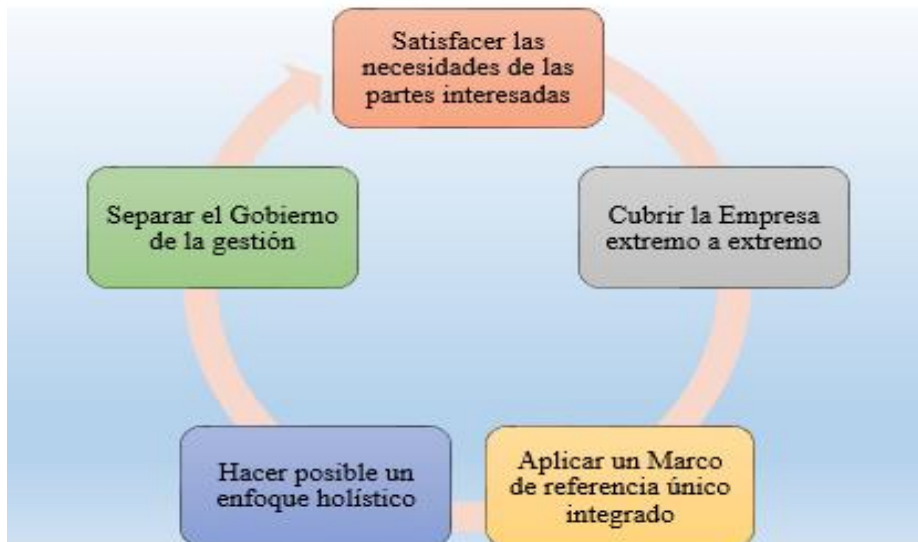 Satisfacer las
necesidades de las
partes interesadas
Cubrir la Empresa
extremo a extremo
Aplicar un Marco
de referencia único
integrado
Hacer posible un
enfoque holístico
Separar el Gobierno
de la gestión